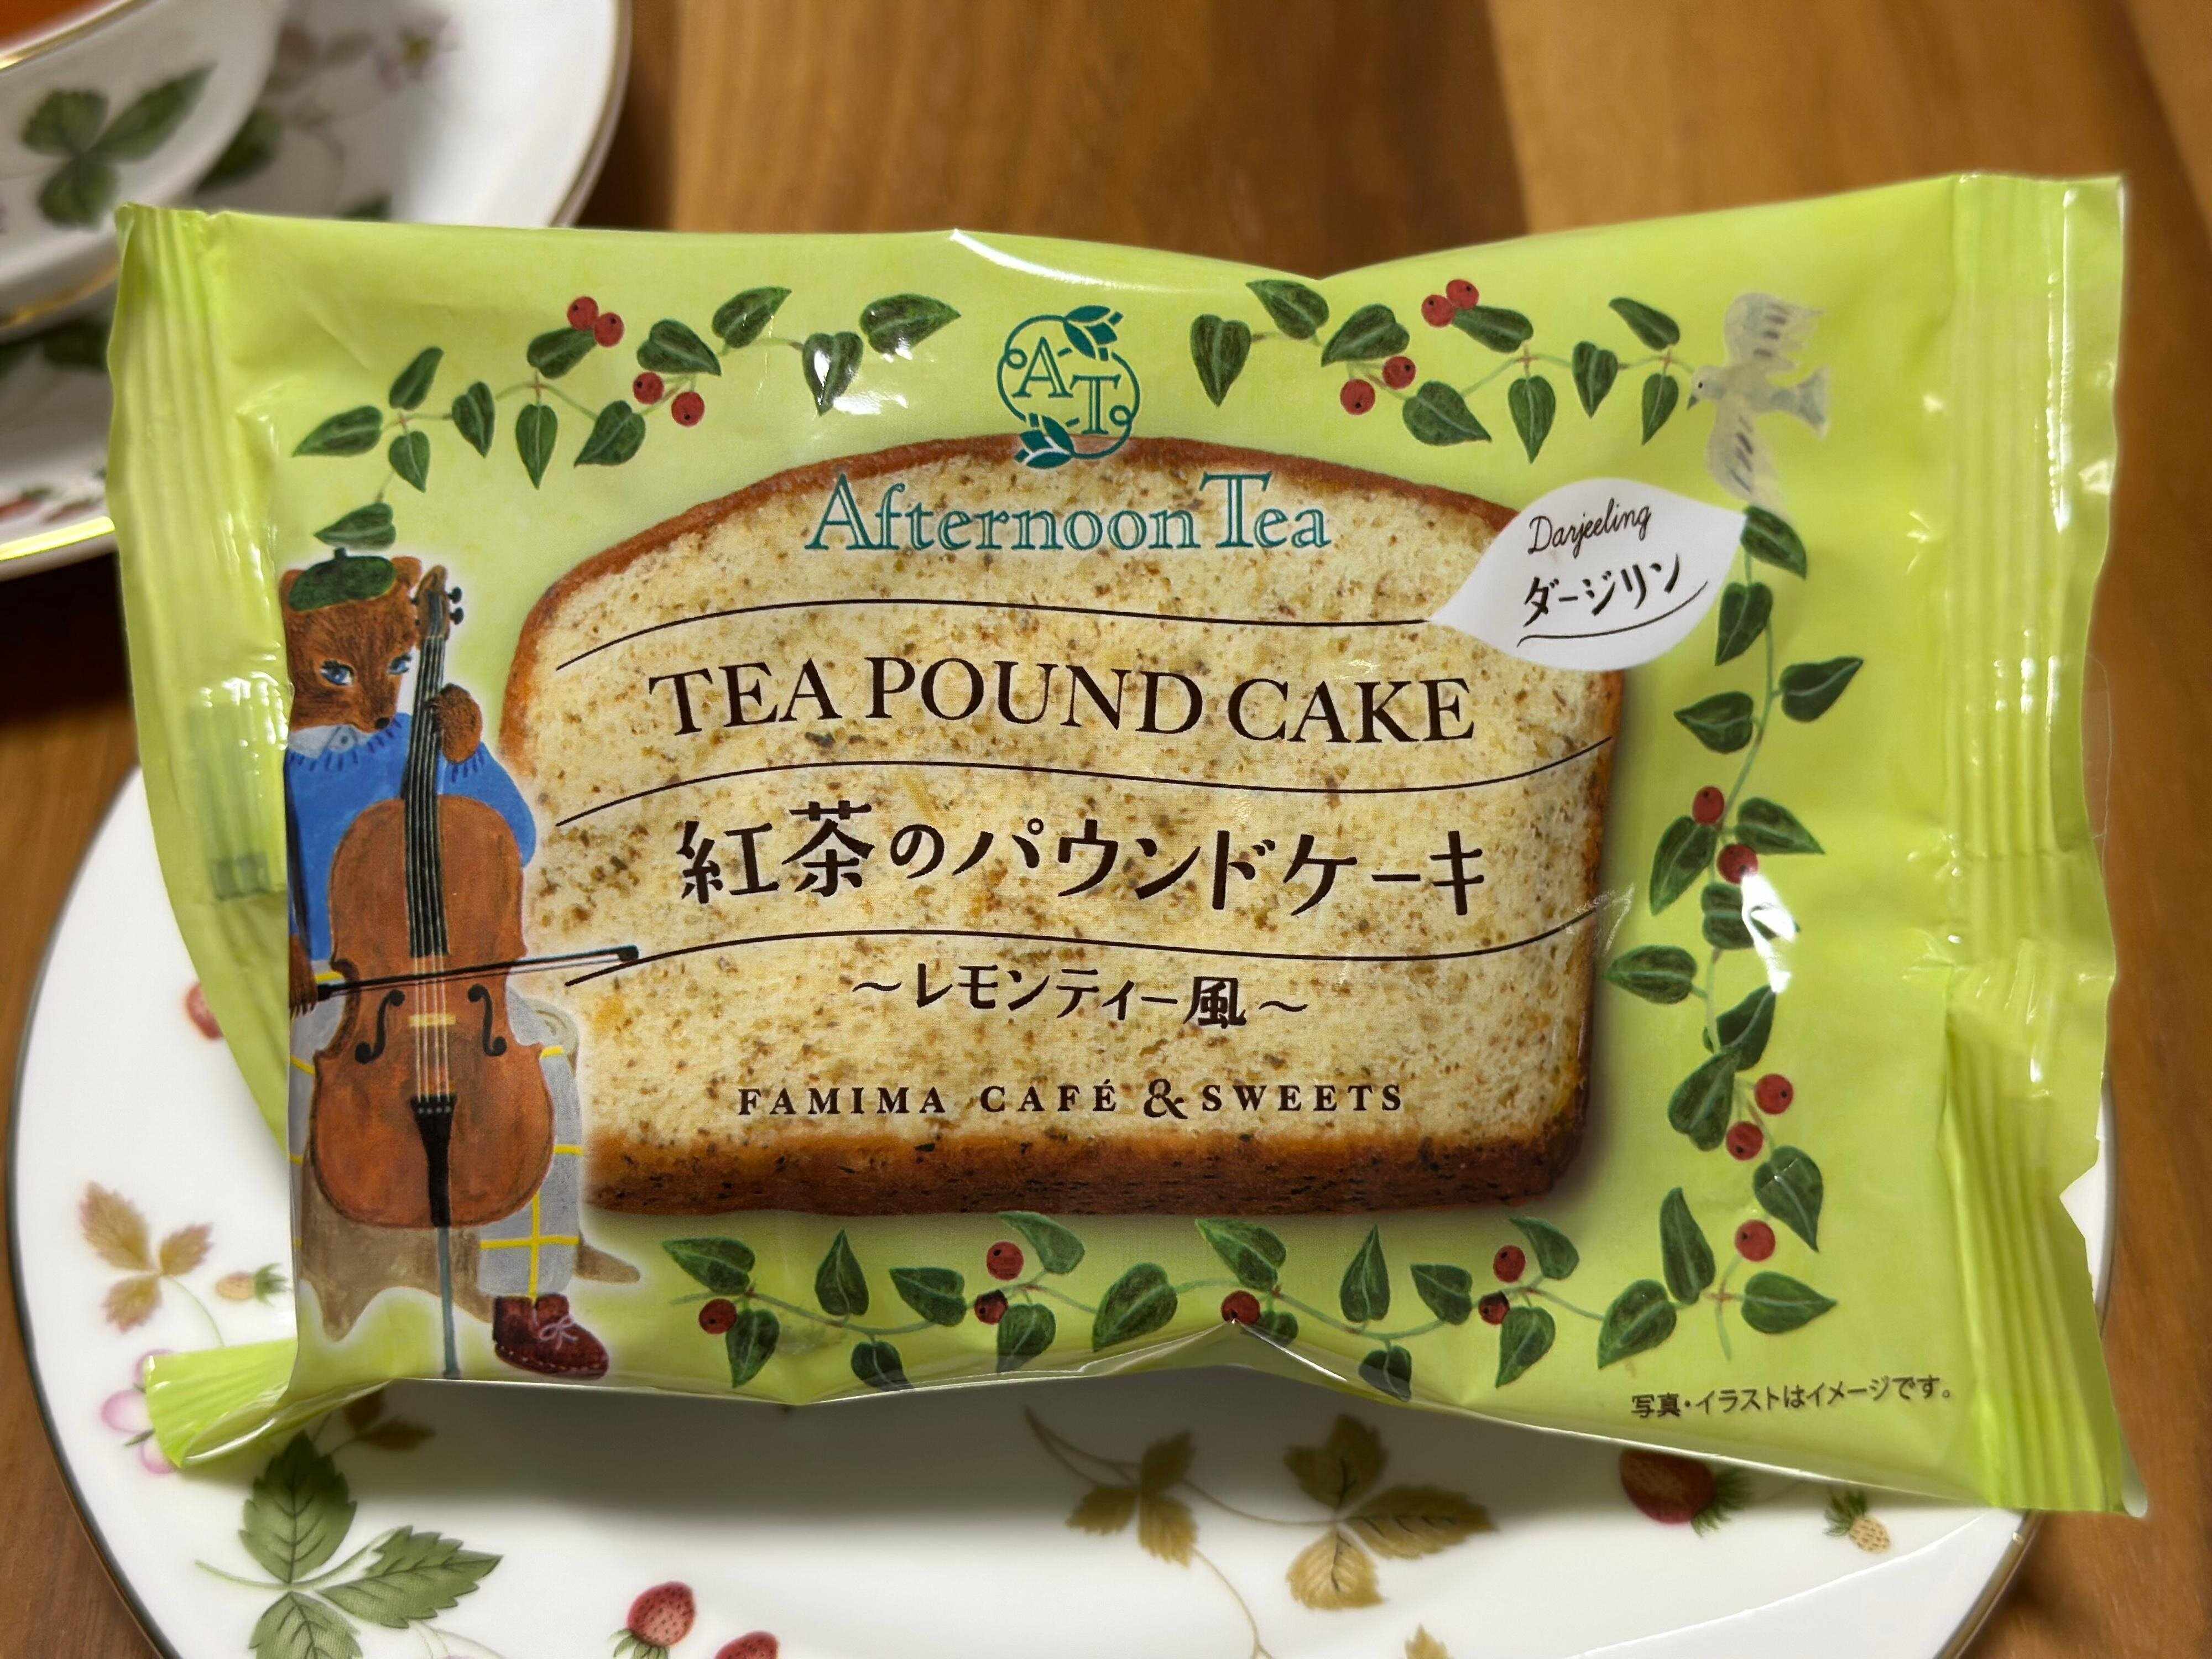 AT
Afternoon Tea
Darjeeling
ダージリン
TEA POUND CAKE
紅茶のパウンドケーキ
～レモンティー風～
FAMIMA CAFÉ & SWEETS
写真・イラストはイメージです。